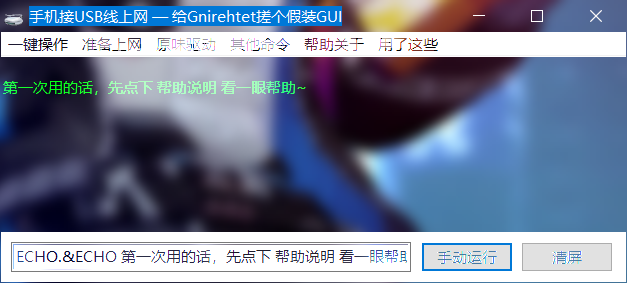 手机接USB线上网 — 给Gnirehtet搓个假装GUI
一键操作 准备上网 原味驱动 其他命令 帮助关于 用了这些
第一次用的话，先点下 帮助说明 看一眼帮助~
ECHO.&ECHO 第一次用的话，先点下 帮助说明 看一眼帮助
手动运行 清屏